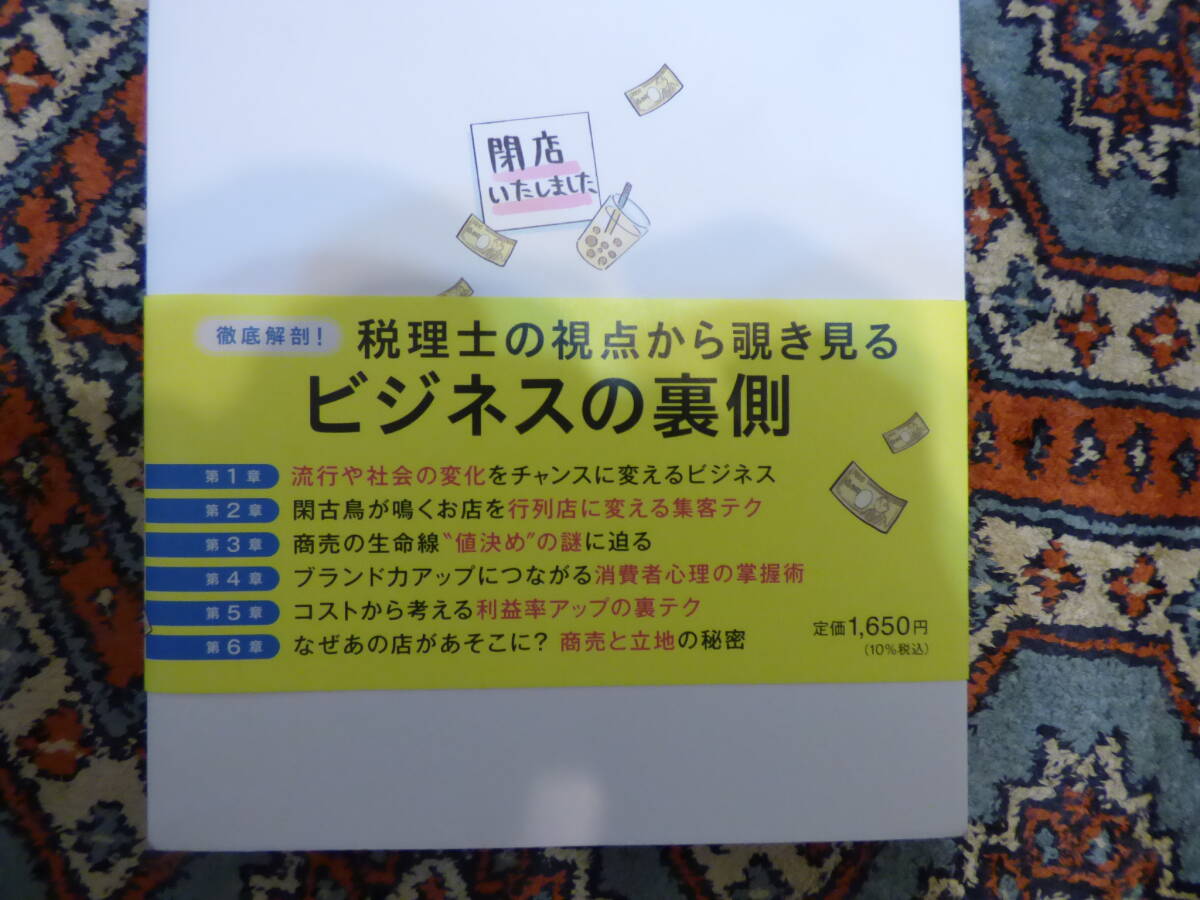 閉店
いたしました
徹底解剖!
税理士の視点から覗き見る
ビジネスの裏側
第1章 流行や社会の変化をチャンスに変えるビジネス
第2章 閑古鳥が鳴くお店を行列店に変える集客テク
第3章 商売の生命線“値決め”の謎に迫る
第4章 ブランド力アップにつながる消費者心理の掌握術
第5章 コストから考える利益率アップの裏テク
第6章 なぜあの店があそこに? 商売と立地の秘密
定価1,650円
(10%税込)